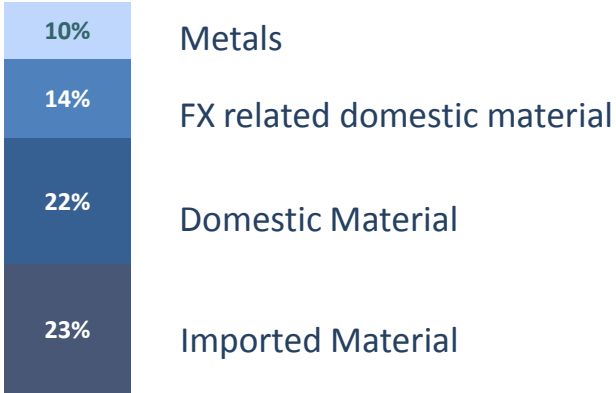 10% Metals
14% FX related domestic material
22% Domestic Material
23% Imported Material